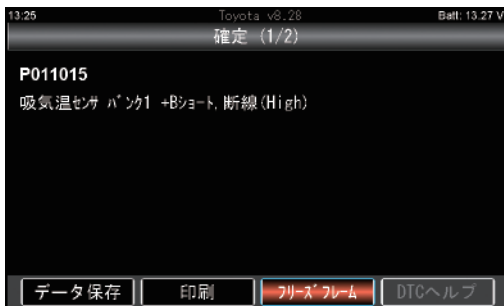 13:25 Toyota v8.28 Batt: 13.27 V
確定 (1/2)
P011015
吸気温ｾﾝｻ ﾊﾞﾝｸ1 +Bｼｮｰﾄ,断線(High)
データ保存 印刷 ﾌﾘｰｽﾞﾌﾚｰﾑ DTCヘルプ